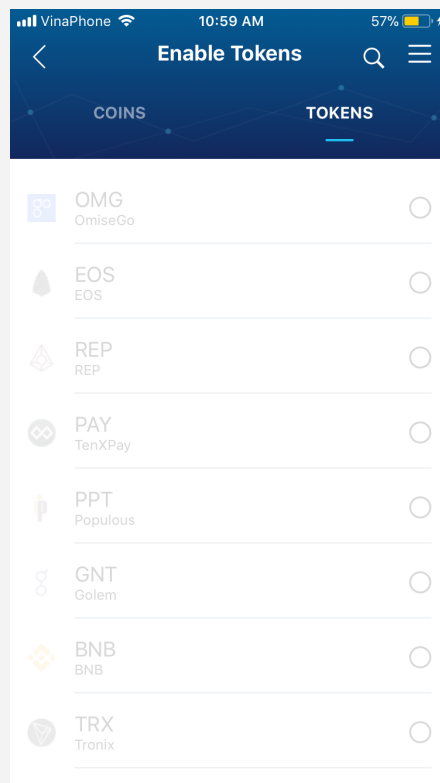 VinaPhone 10:59 AM 57%
Enable Tokens
COINS TOKENS
OMG
OmiseGo
EOS
EOS
REP
REP
PAY
TenXPay
PPT
Populous
GNT
Golem
BNB
BNB
TRX
Tronix